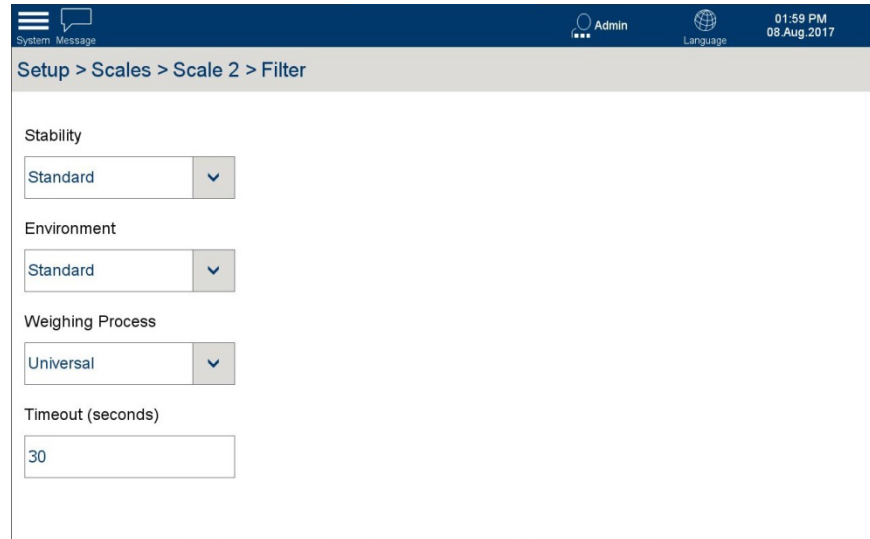 System Message
Admin
Language
01:59 PM
08.Aug.2017
Setup > Scales > Scale 2 > Filter
Stability
Standard
Environment
Standard
Weighing Process
Universal
Timeout (seconds)
30